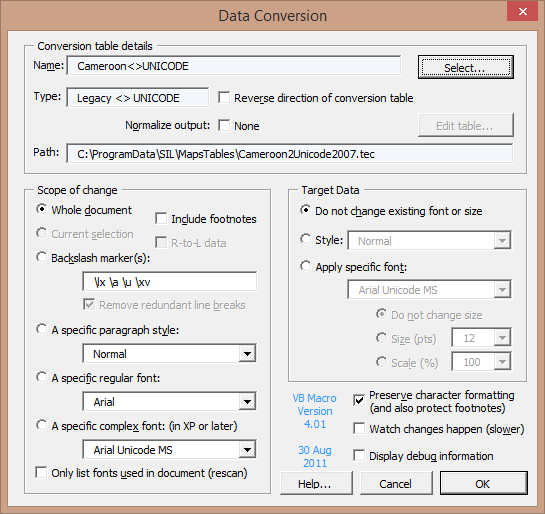 Data Conversion
Conversion table details
Name: Cameroon<>UNICODE Select...
Type: Legacy <> UNICODE Reverse direction of conversion table
Normalize output: None Edit table...
Path: C:\ProgramData\SIL\MapsTables\Cameroon2Unicode2007.tec
Scope of change
Whole document
Include footnotes
Current selection
R-to-L data
Backslash marker(s):
\lx \a \u \xv
Remove redundant line breaks
A specific paragraph style:
Normal
A specific regular font:
Arial
A specific complex font: (in XP or later)
Arial Unicode MS
Only list fonts used in document (rescan)
Target Data
Do not change existing font or size
Style: Normal
Apply specific font:
Arial Unicode MS
Do not change size
Size (pts) 12
Scale (%) 100
VB Macro
Version
4.01
30 Aug
2011
Preserve character formatting
(and also protect footnotes)
Watch changes happen (slower)
Display debug information
Help... Cancel OK